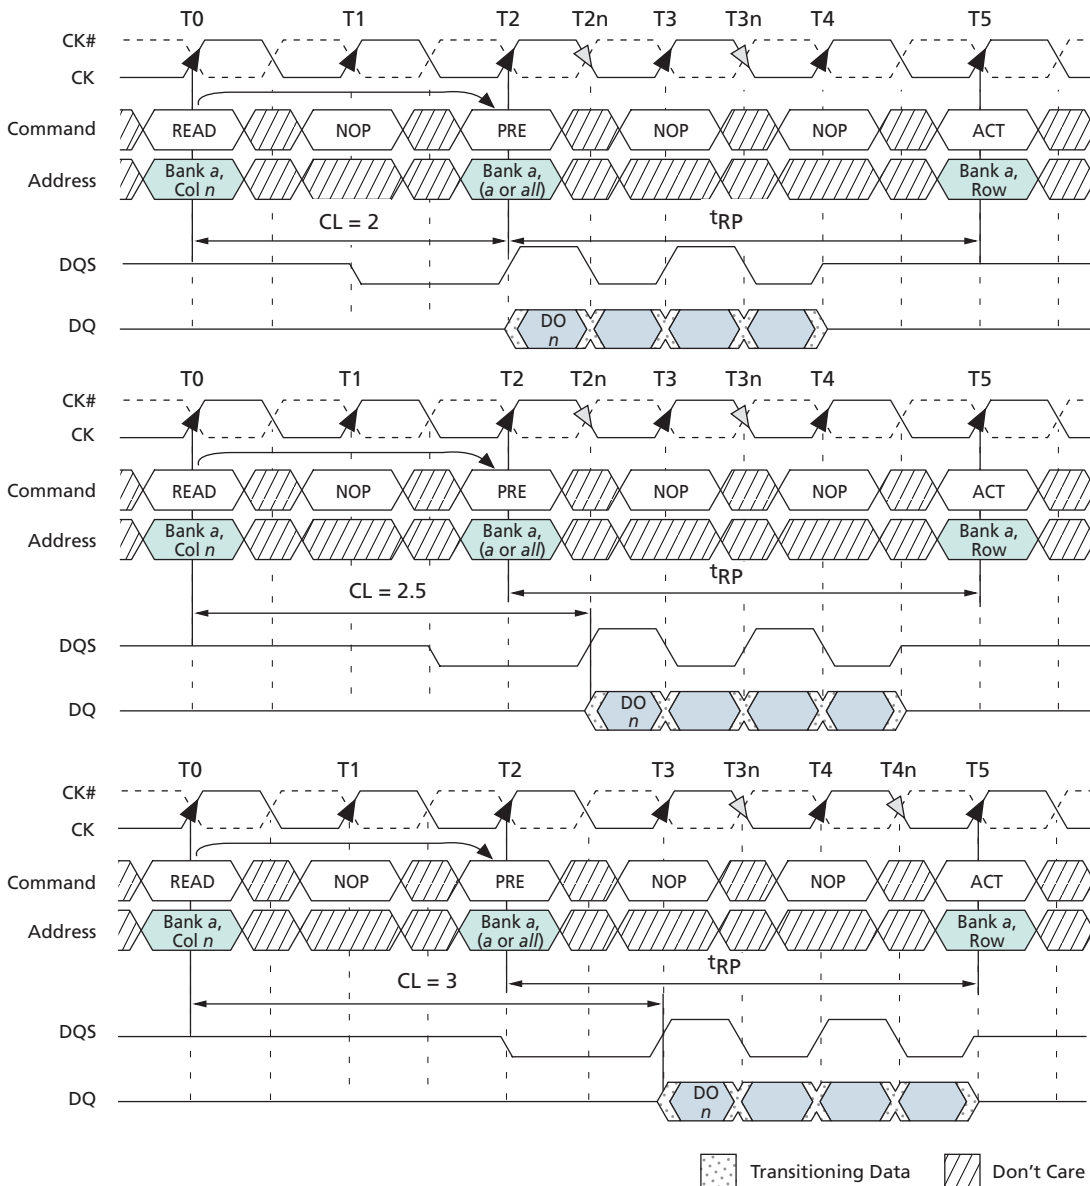 T0 T1 T2 T2n T3 T3n T4 T5
CK#
CK
Command READ NOP PRE NOP NOP ACT
Address Bank a, Col n Bank a, (a or all) Bank a, Row
CL = 2 tRP
DQS
DQ DO n
T0 T1 T2 T2n T3 T3n T4 T5
CK#
CK
Command READ NOP PRE NOP NOP ACT
Address Bank a, Col n Bank a, (a or all) Bank a, Row
tRP
CL = 2.5
DQS
DQ DO n
T0 T1 T2 T3 T3n T4 T4n T5
CK#
CK
Command READ NOP PRE NOP NOP ACT
Address Bank a, Col n Bank a, (a or all) Bank a, Row
tRP
CL = 3
DQS
DQ DO n
Transitioning Data Don't Care